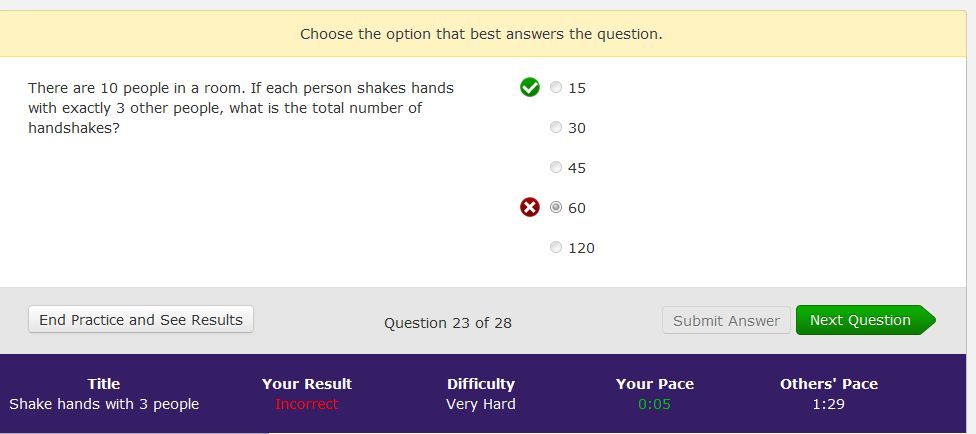 Choose the option that best answers the question.
There are 10 people in a room. If each person shakes hands
with exactly 3 other people, what is the total number of
handshakes?
15
30
45
60
120
End Practice and See Results
Question 23 of 28
Submit Answer
Next Question
Title
Your Result
Difficulty
Your Pace
Others' Pace
Shake hands with 3 people
Incorrect
Very Hard
0:05
1:29